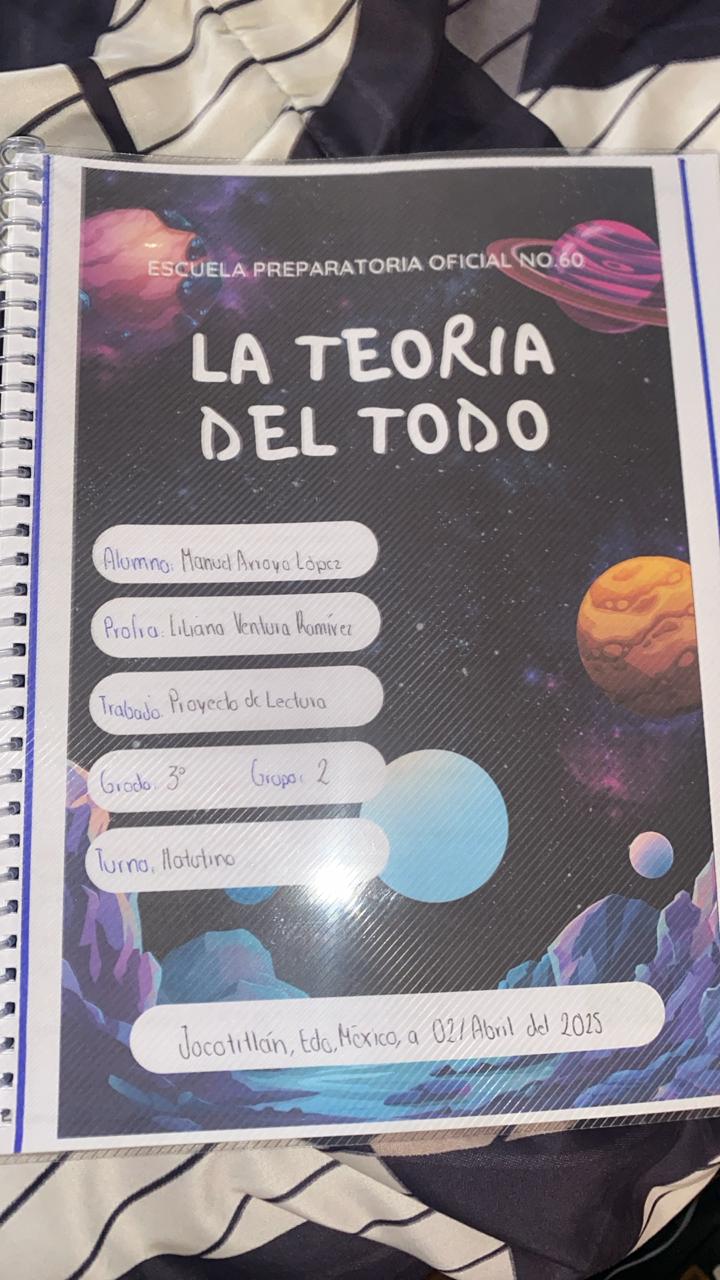 ESCUELA PREPARATORIA OFICIAL NO.60
LA TEORIA
DEL TODO
Alumno: Manuel Arroyo López
Profra: Liliana Ventura Ramírez
Trabajo: Proyecto de Lectura
Grado: 3° Grupo: 2
Turno: Matutino
Jocotitlán, Edo. México, a 02/Abril del 2025